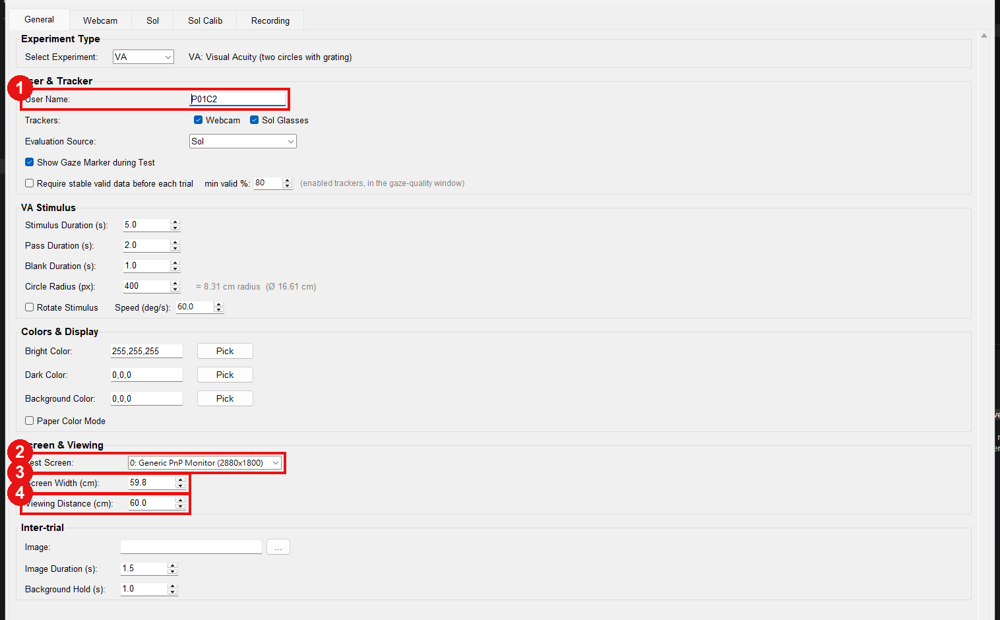 General Webcam Sol Sol Calib Recording
Experiment Type
Select Experiment: VA VA: Visual Acuity (two circles with grating)
1 ser & Tracker
User Name: P01C2
Trackers: Webcam Sol Glasses
Evaluation Source: Sol
Show Gaze Marker during Test
Require stable valid data before each trial min valid %: 80 (enabled trackers, in the gaze-quality window)
VA Stimulus
Stimulus Duration (s): 5.0
Pass Duration (s): 2.0
Blank Duration (s): 1.0
Circle Radius (px): 400 = 8.31 cm radius (Ø 16.61 cm)
Rotate Stimulus Speed (deg/s): 60.0
Colors & Display
Bright Color: 255,255,255 Pick
Dark Color: 0,0,0 Pick
Background Color: 0,0,0 Pick
Paper Color Mode
2 creen & Viewing
est Screen: 0: Generic PnP Monitor (2880x1800)
3 Screen Width (cm): 59.8
4 Viewing Distance (cm): 60.0
Inter-trial
Image: ...
Image Duration (s): 1.5
Background Hold (s): 1.0